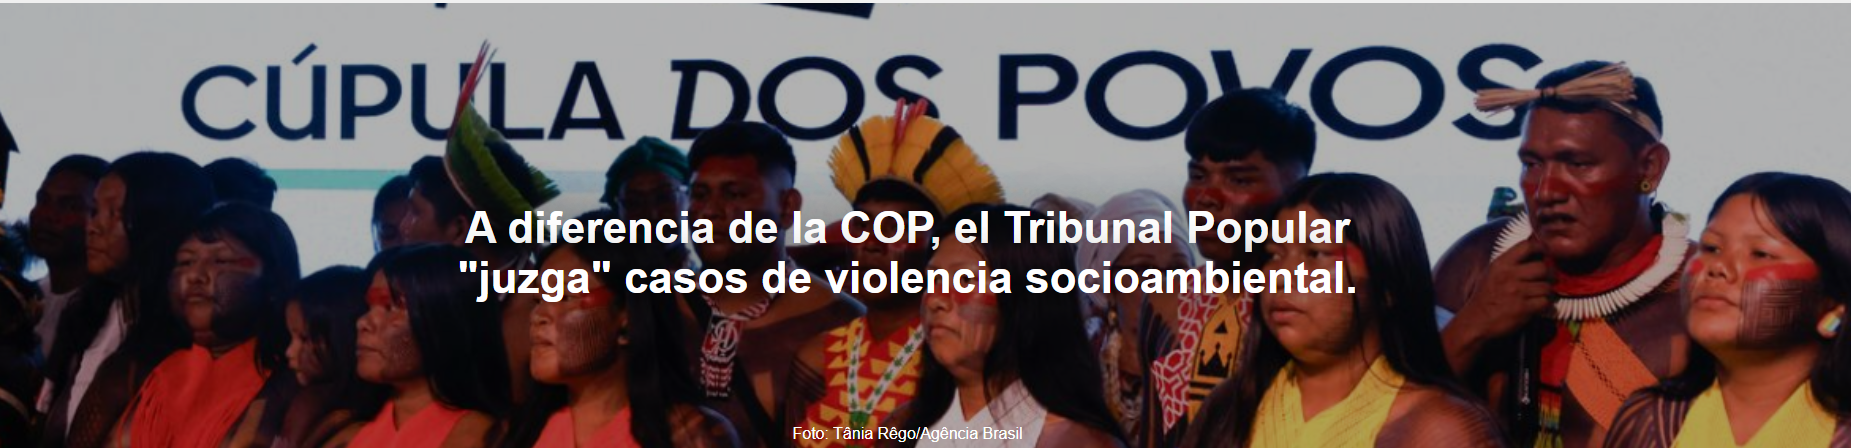 CÚPULA DOS POVOS
A diferencia de la COP, el Tribunal Popular
"juzga" casos de violencia socioambiental.
Foto: Tânia Rêgo/Agência Brasil